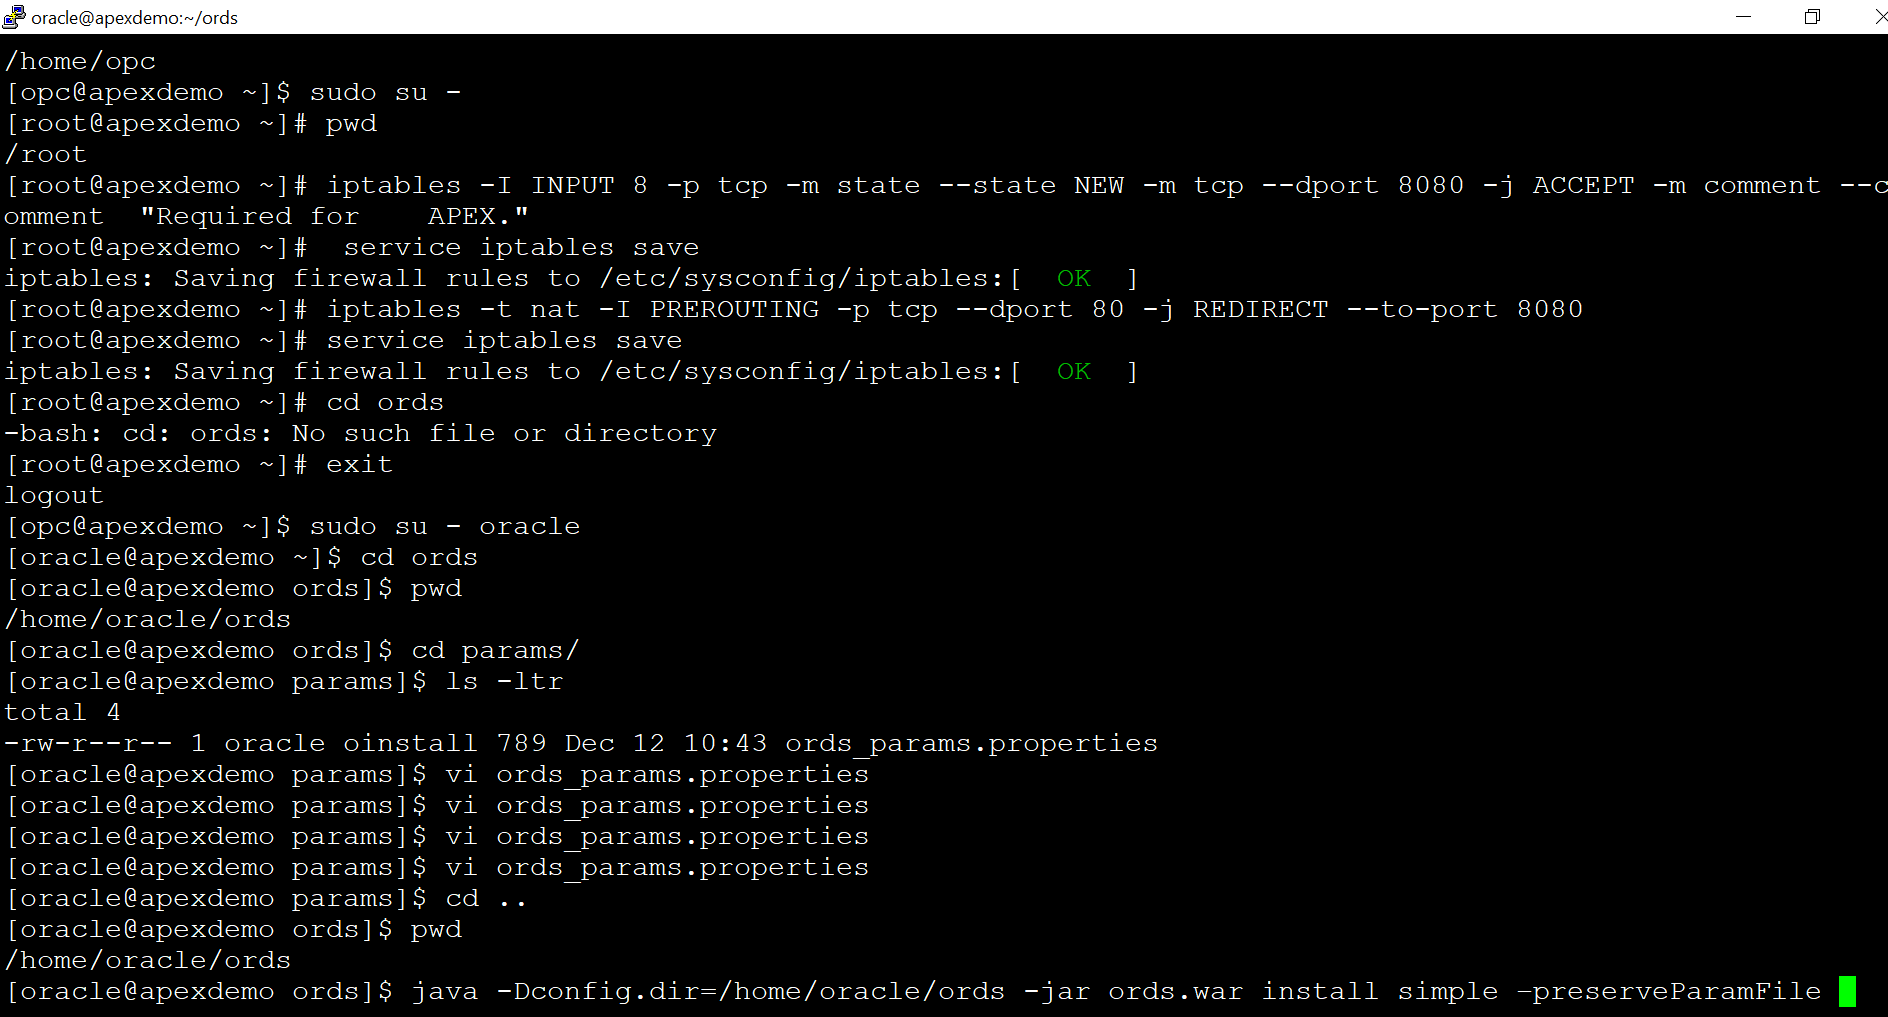 oracle@apexdemo:~/ords
/home/opc
[opc@apexdemo ~]$ sudo su -
[root@apexdemo ~]# pwd
/root
[root@apexdemo ~]# iptables -I INPUT 8 -p tcp -m state --state NEW -m tcp --dport 8080 -j ACCEPT -m comment --c
omment  "Required for    APEX."
[root@apexdemo ~]#  service iptables save
iptables: Saving firewall rules to /etc/sysconfig/iptables:[  OK  ]
[root@apexdemo ~]# iptables -t nat -I PREROUTING -p tcp --dport 80 -j REDIRECT --to-port 8080
[root@apexdemo ~]# service iptables save
iptables: Saving firewall rules to /etc/sysconfig/iptables:[  OK  ]
[root@apexdemo ~]# cd ords
-bash: cd: ords: No such file or directory
[root@apexdemo ~]# exit
logout
[opc@apexdemo ~]$ sudo su - oracle
[oracle@apexdemo ~]$ cd ords
[oracle@apexdemo ords]$ pwd
/home/oracle/ords
[oracle@apexdemo ords]$ cd params/
[oracle@apexdemo params]$ ls -ltr
total 4
-rw-r--r-- 1 oracle oinstall 789 Dec 12 10:43 ords_params.properties
[oracle@apexdemo params]$ vi ords_params.properties
[oracle@apexdemo params]$ vi ords_params.properties
[oracle@apexdemo params]$ vi ords_params.properties
[oracle@apexdemo params]$ vi ords_params.properties
[oracle@apexdemo params]$ cd ..
[oracle@apexdemo ords]$ pwd
/home/oracle/ords
[oracle@apexdemo ords]$ java -Dconfig.dir=/home/oracle/ords -jar ords.war install simple –preserveParamFile